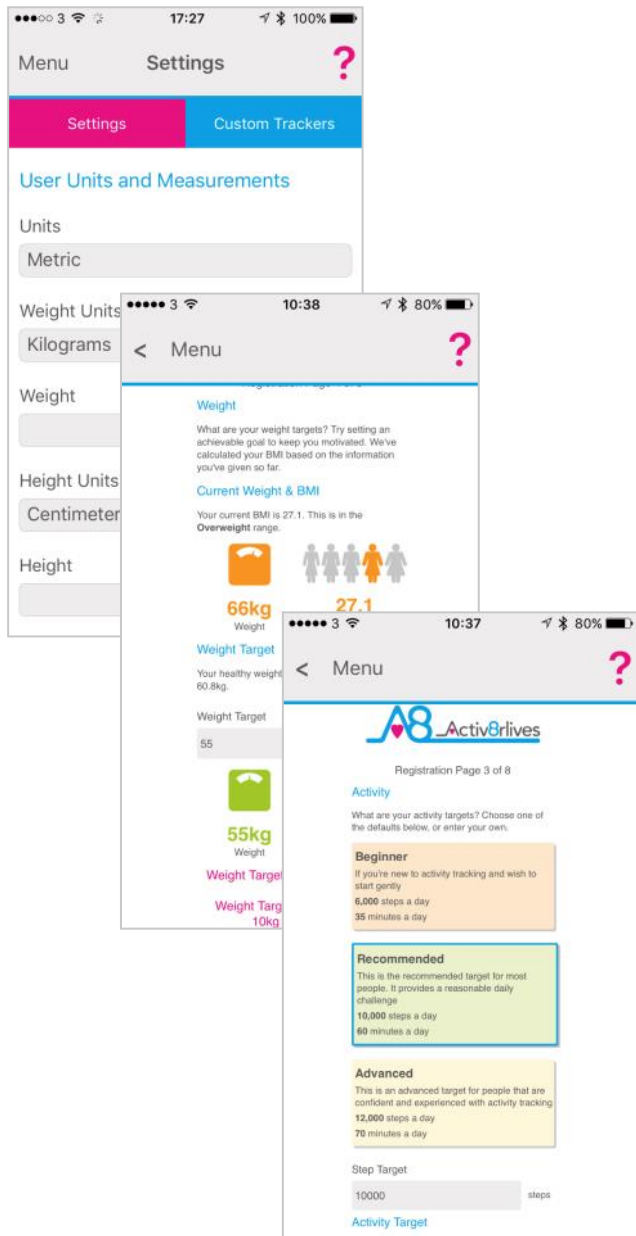 3 17:27 100%
Menu Settings ?
Settings Custom Trackers
User Units and Measurements
Units
Metric
Weight Units
Kilograms
Weight
Height Units
Centimeter
Height
3 10:38 80%
< Menu ?
Weight
What are your weight targets? Try setting an
achievable goal to keep you motivated. We've
calculated your BMI based on the information
you've given so far.
Current Weight & BMI
Your current BMI is 27.1. This is in the
Overweight range.
66kg 27.1
Weight
Weight Target
Your healthy weight
60.8kg.
Weight Target
55
55kg
Weight
Weight Target
Weight Targ
10kg
3 10:37 80%
< Menu ?
A8 Activ8rlives
Registration Page 3 of 8
Activity
What are your activity targets? Choose one of
the defaults below, or enter your own.
Beginner
If you're new to activity tracking and wish to
start gently
6,000 steps a day
35 minutes a day
Recommended
This is the recommended target for most
people. It provides a reasonable daily
challenge
10,000 steps a day
60 minutes a day
Advanced
This is an advanced target for people that are
confident and experienced with activity tracking
12,000 steps a day
70 minutes a day
Step Target
10000 steps
Activity Target